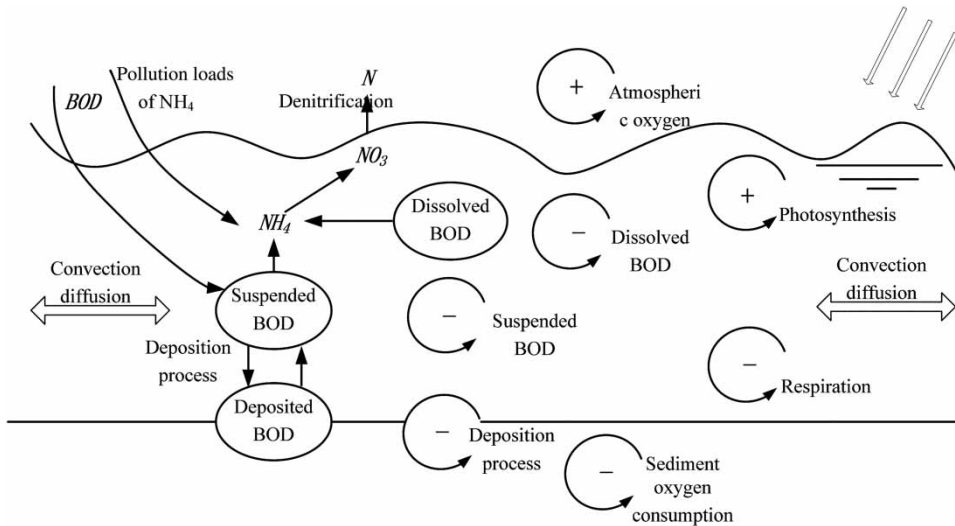 BOD
Pollution loads
of NH4
N
Denitrification
NO3
NH4
Dissolved
BOD
Suspended
BOD
Deposited
BOD
Convection
diffusion
Deposition
process
+
Atmospheri
c oxygen
+
Photosynthesis
−
Dissolved
BOD
−
Suspended
BOD
Convection
diffusion
−
Respiration
−
Deposition
process
−
Sediment
oxygen
consumption